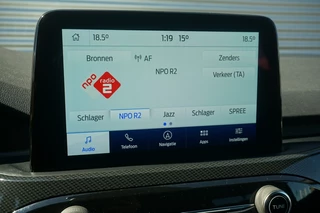 18.5° 1:19 15° 18.5°
Bronnen AF Zenders
NPO R2 Verkeer (TA)
npo radio 2
Schlager NPO R2 Jazz Schlager SPREE
Audio Telefoon Navigatie Apps Instellingen
TUNE